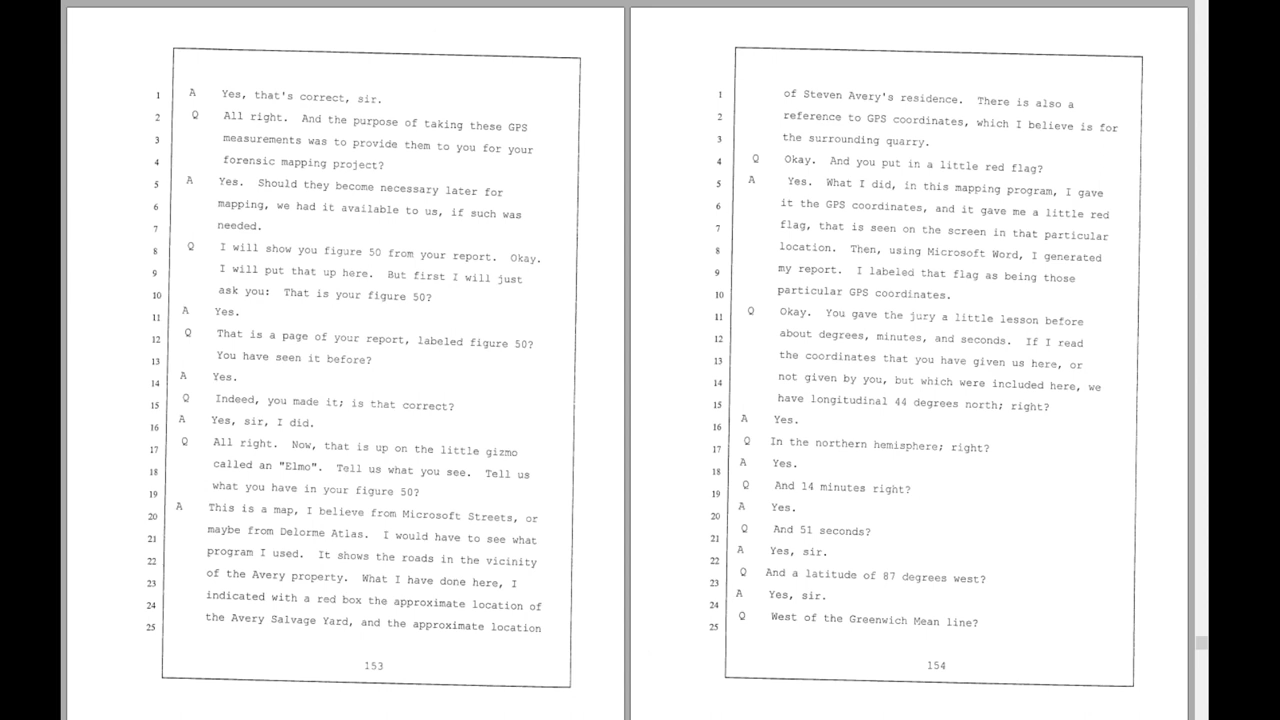 1 A Yes, that's correct, sir.
2 Q All right. And the purpose of taking these GPS
3 measurements was to provide them to you for your
4 forensic mapping project?
5 A Yes. Should they become necessary later for
6 mapping, we had it available to us, if such was
7 needed.
8 Q I will show you figure 50 from your report. Okay.
9 I will put that up here. But first I will just
10 ask you: That is your figure 50?
11 A Yes.
12 Q That is a page of your report, labeled figure 50?
13 You have seen it before?
14 A Yes.
15 Q Indeed, you made it; is that correct?
16 A Yes, sir, I did.
17 Q All right. Now, that is up on the little gizmo
18 called an "Elmo". Tell us what you see. Tell us
19 what you have in your figure 50?
20 A This is a map, I believe from Microsoft Streets, or
21 maybe from Delorme Atlas. I would have to see what
22 program I used. It shows the roads in the vicinity
23 of the Avery property. What I have done here, I
24 indicated with a red box the approximate location of
25 the Avery Salvage Yard, and the approximate location
153
1 of Steven Avery's residence. There is also a
2 reference to GPS coordinates, which I believe is for
3 the surrounding quarry.
4 Q Okay. And you put in a little red flag?
5 A Yes. What I did, in this mapping program, I gave
6 it the GPS coordinates, and it gave me a little red
7 flag, that is seen on the screen in that particular
8 location. Then, using Microsoft Word, I generated
9 my report. I labeled that flag as being those
10 particular GPS coordinates.
11 Q Okay. You gave the jury a little lesson before
12 about degrees, minutes, and seconds. If I read
13 the coordinates that you have given us here, or
14 not given by you, but which were included here, we
15 have longitudinal 44 degrees north; right?
16 A Yes.
17 Q In the northern hemisphere; right?
18 A Yes.
19 Q And 14 minutes right?
20 A Yes.
21 Q And 51 seconds?
22 A Yes, sir.
23 Q And a latitude of 87 degrees west?
24 A Yes, sir.
25 Q West of the Greenwich Mean line?
154